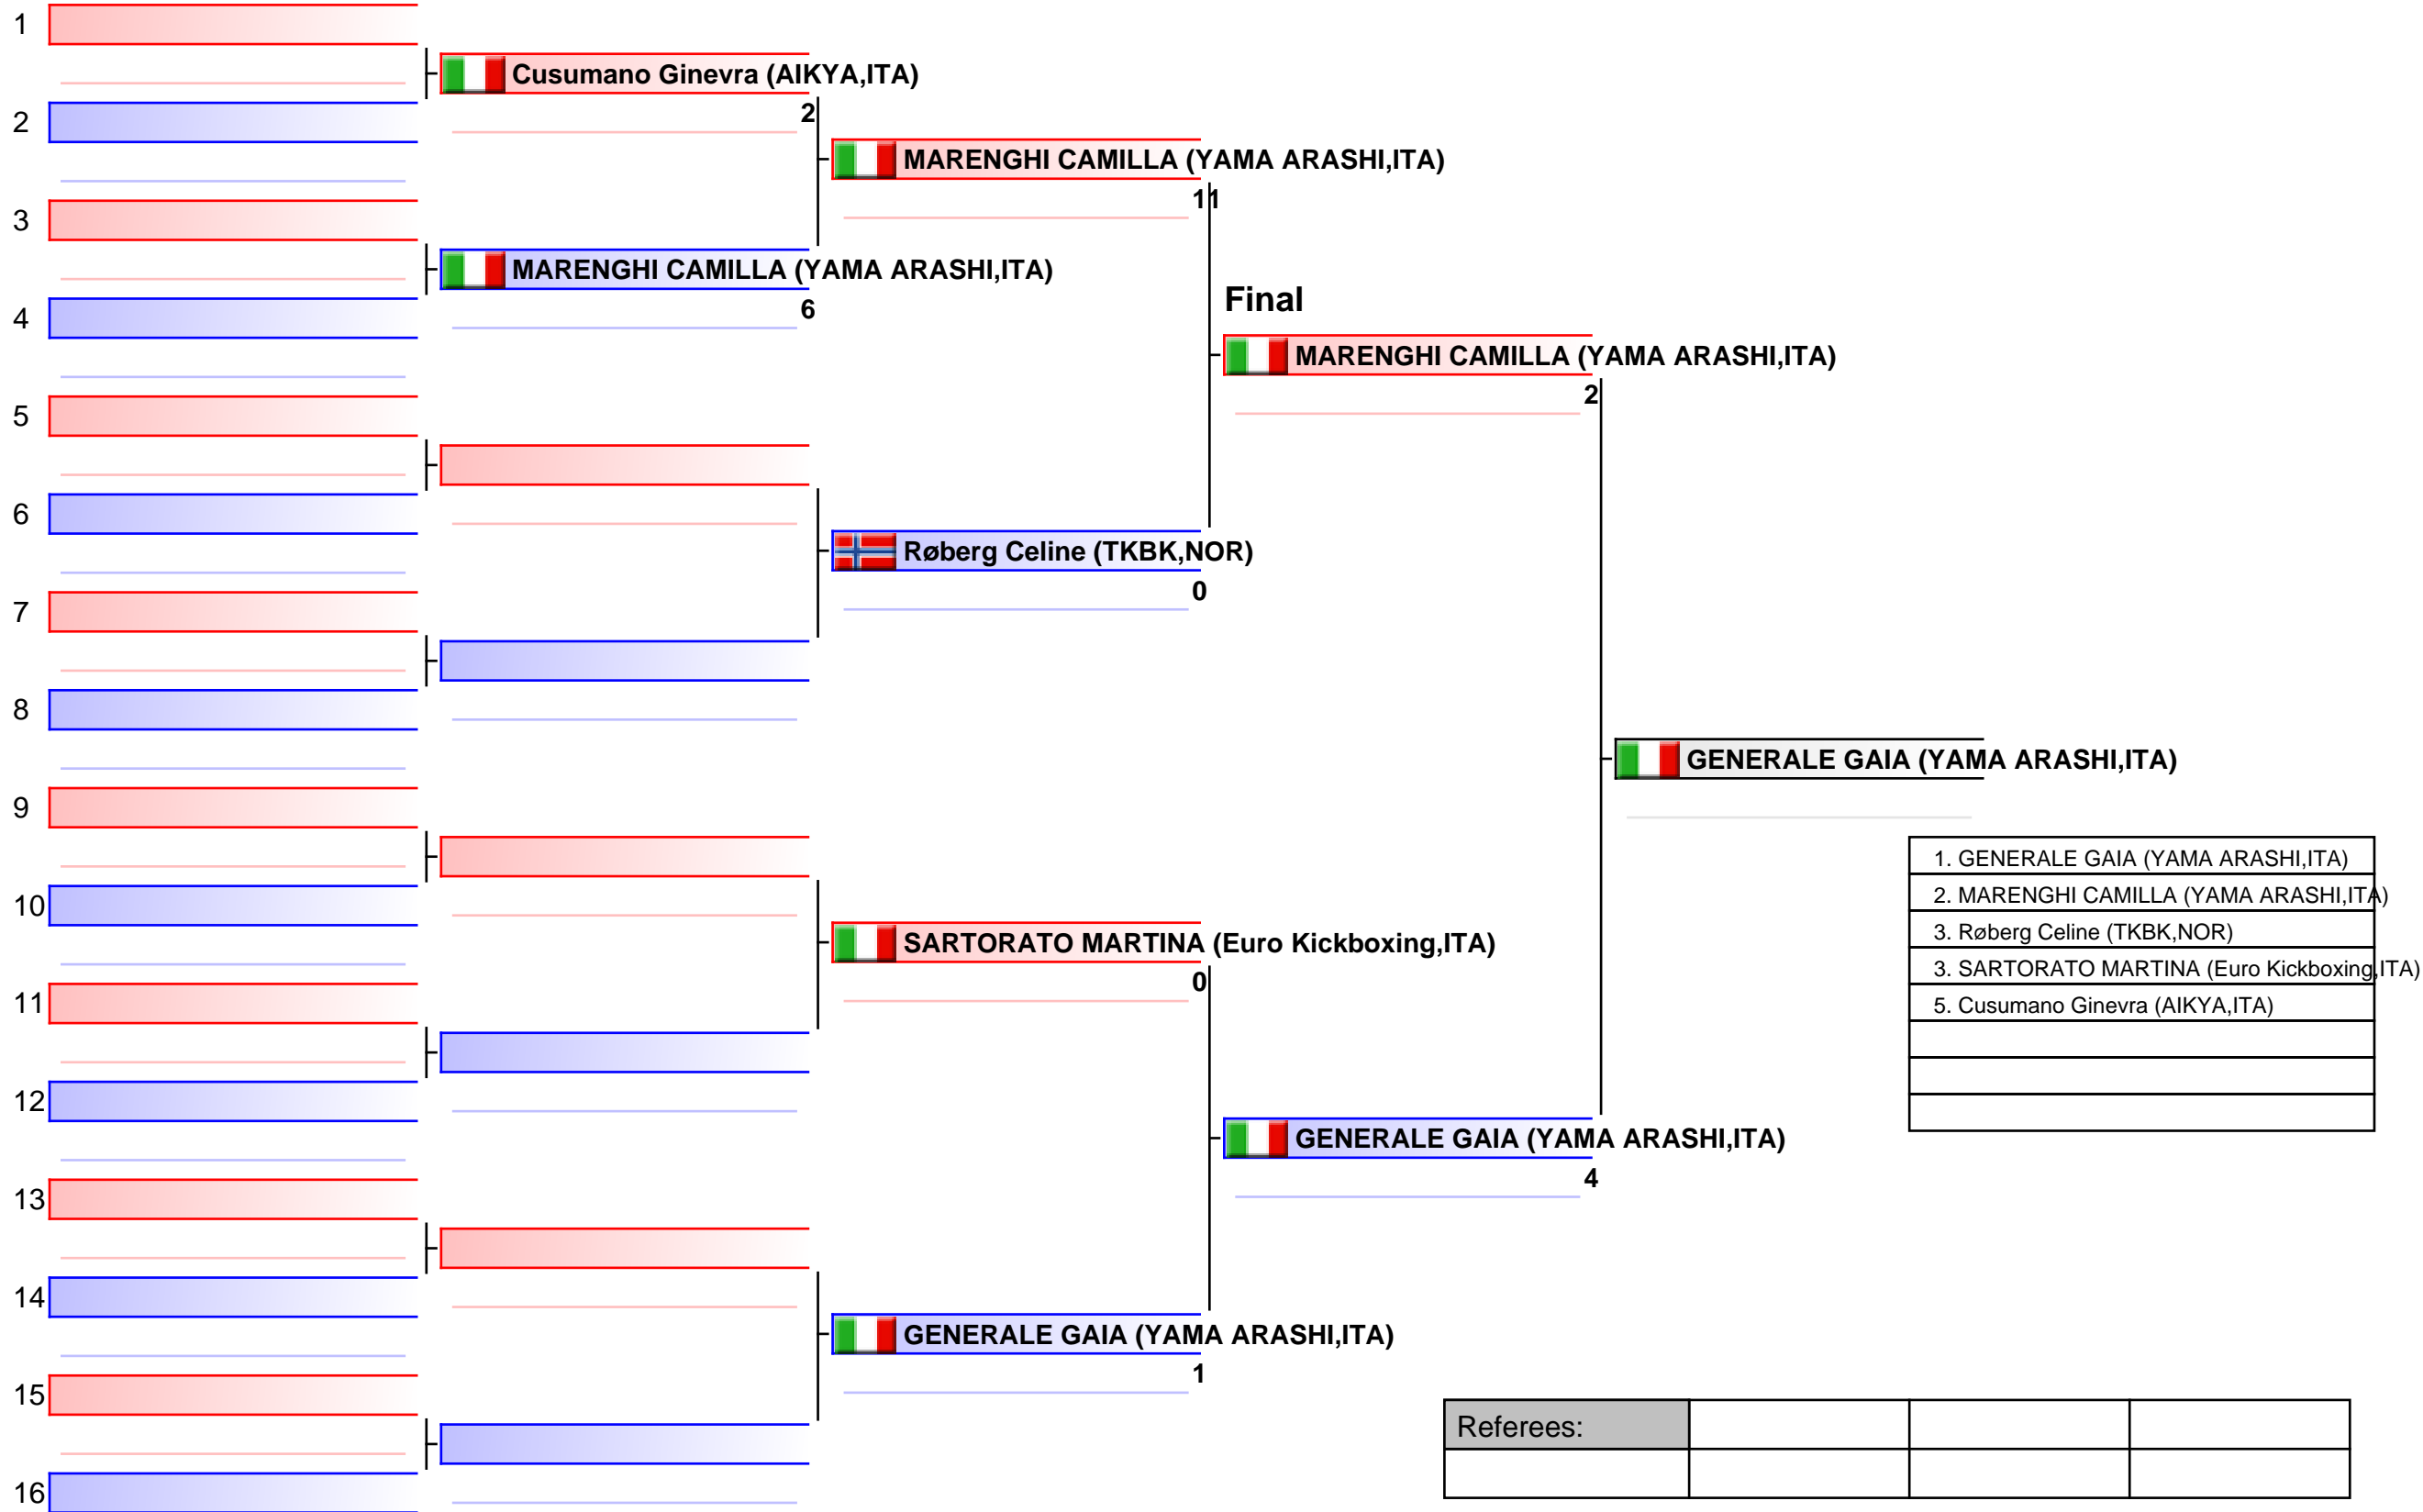 1
Cusumano Ginevra (AIKYA,ITA)
2
2
MARENGHI CAMILLA (YAMA ARASHI,ITA)
11
3
MARENGHI CAMILLA (YAMA ARASHI,ITA)
6
4
Final
MARENGHI CAMILLA (YAMA ARASHI,ITA)
2
5
6
Røberg Celine (TKBK,NOR)
0
7
8
GENERALE GAIA (YAMA ARASHI,ITA)
9
1. GENERALE GAIA (YAMA ARASHI,ITA)
2. MARENGHI CAMILLA (YAMA ARASHI,ITA)
3. Røberg Celine (TKBK,NOR)
3. SARTORATO MARTINA (Euro Kickboxing,ITA)
5. Cusumano Ginevra (AIKYA,ITA)
10
SARTORATO MARTINA (Euro Kickboxing,ITA)
0
11
12
GENERALE GAIA (YAMA ARASHI,ITA)
4
13
14
GENERALE GAIA (YAMA ARASHI,ITA)
1
15
Referees:
16